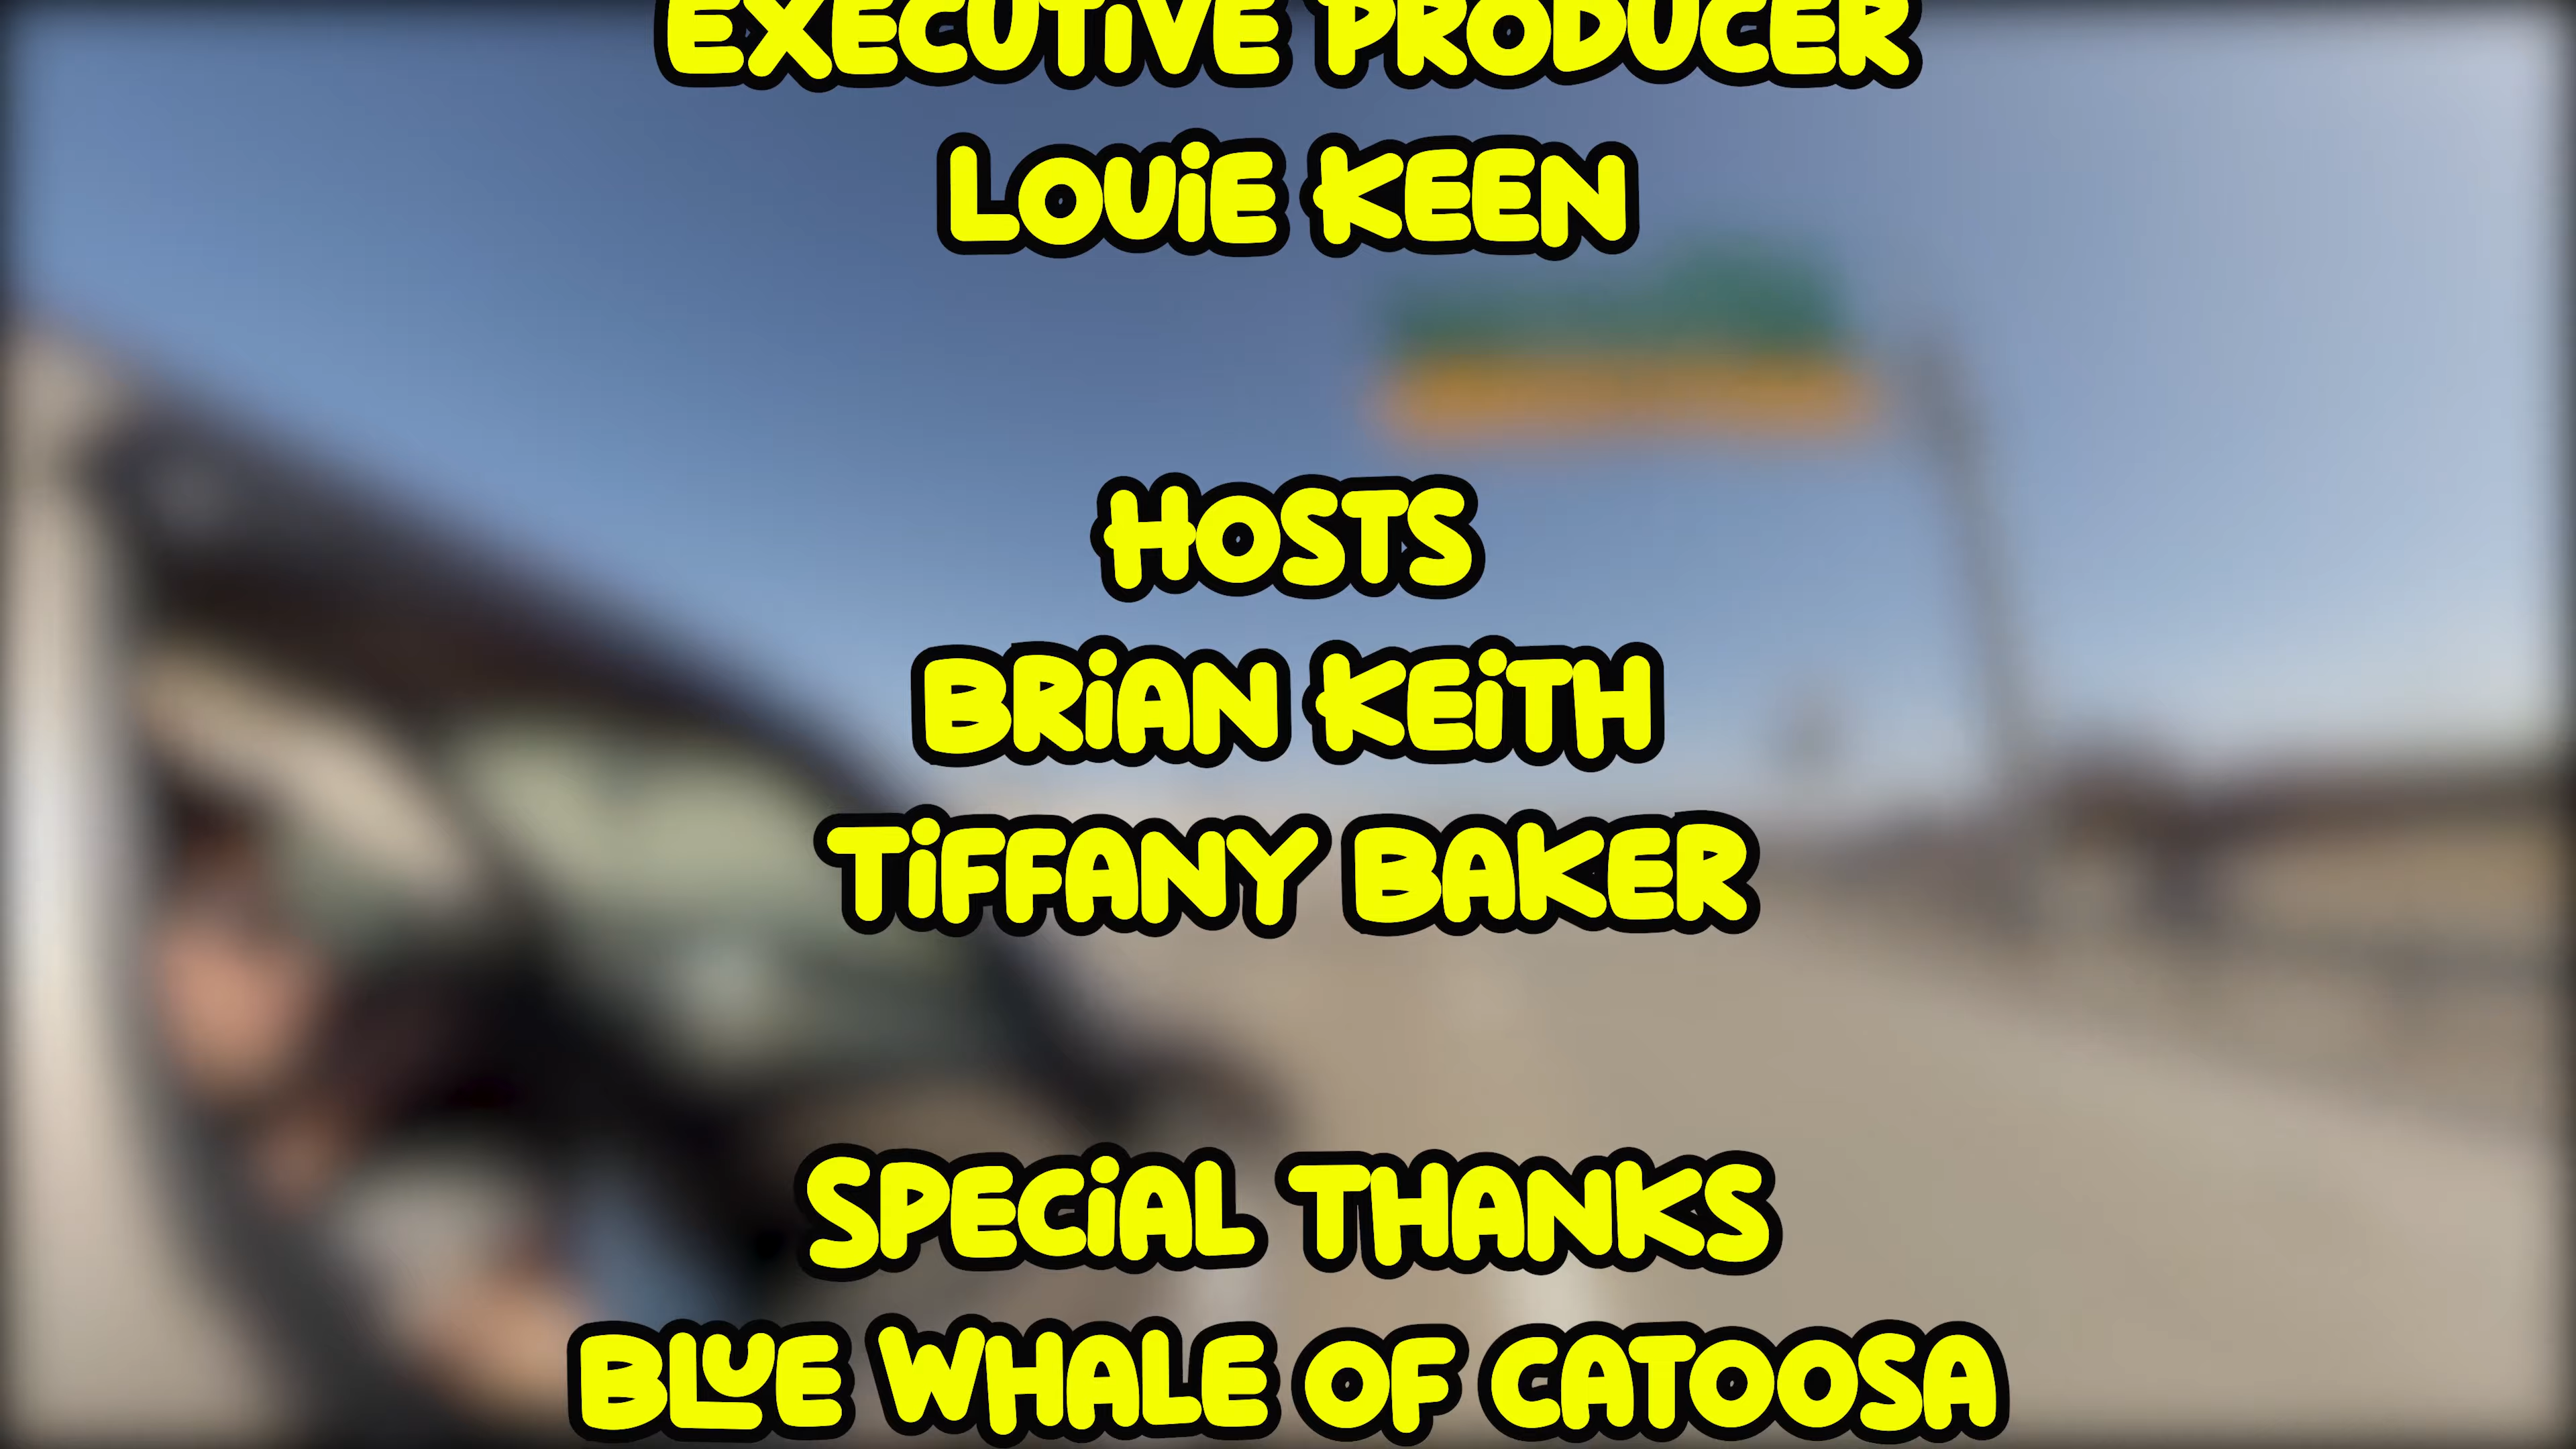 EXECUTIVE PRODUCER
LOUIE KEEN
HOSTS
BRIAN KEITH
TIFFANY BAKER
SPECIAL THANKS
BLUE WHALE OF CATOOSA